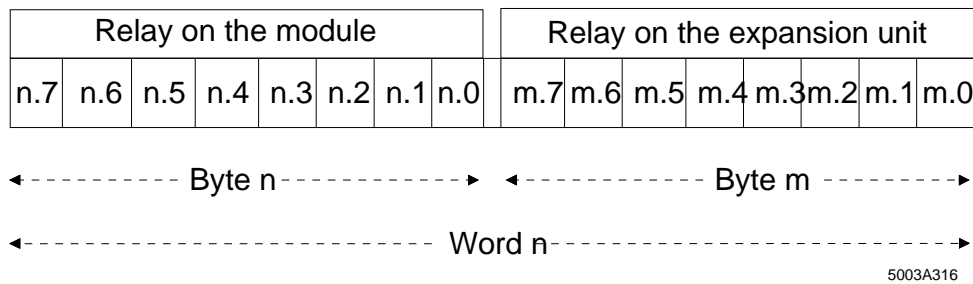 Relay on the module Relay on the expansion unit
n.7 n.6 n.5 n.4 n.3 n.2 n.1 n.0 m.7 m.6 m.5 m.4 m.3 m.2 m.1 m.0
Byte n Byte m
Word n
5003A316